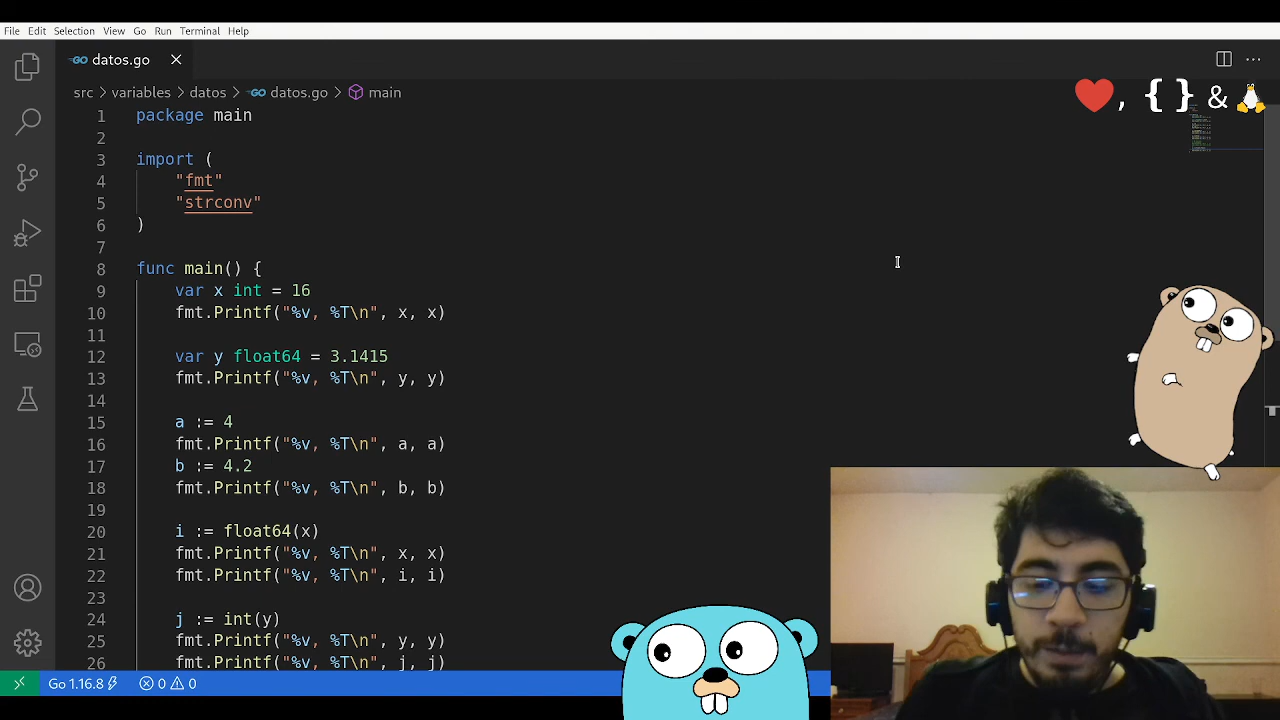 File Edit Selection View Go Run Terminal Help
GO datos.go
src > variables > datos > GO datos.go > main
, { } &
1 package main
2
3 import (
4 "fmt"
5 "strconv"
6 )
7
8 func main() {
9 var x int = 16
10 fmt.Printf("%v, %T\n", x, x)
11
12 var y float64 = 3.1415
13 fmt.Printf("%v, %T\n", y, y)
14
15 a := 4
16 fmt.Printf("%v, %T\n", a, a)
17 b := 4.2
18 fmt.Printf("%v, %T\n", b, b)
19
20 i := float64(x)
21 fmt.Printf("%v, %T\n", x, x)
22 fmt.Printf("%v, %T\n", i, i)
23
24 j := int(y)
25 fmt.Printf("%v, %T\n", y, y)
26 fmt.Printf("%v, %T\n", j, j)
Go 1.16.8 0 0